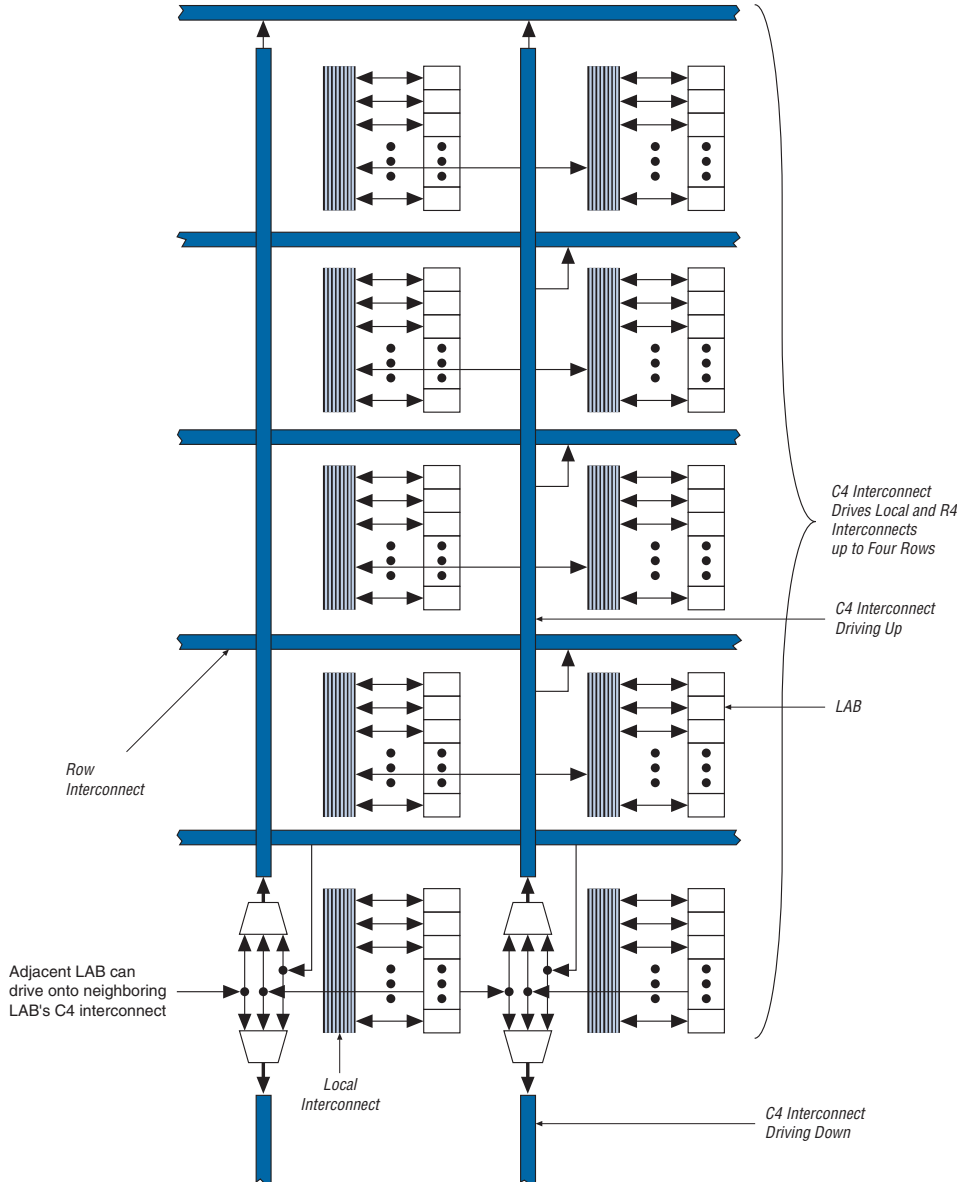 C4 Interconnect
Drives Local and R4
Interconnects
up to Four Rows
C4 Interconnect
Driving Up
LAB
Row
Interconnect
Adjacent LAB can
drive onto neighboring
LAB's C4 interconnect
Local
Interconnect
C4 Interconnect
Driving Down